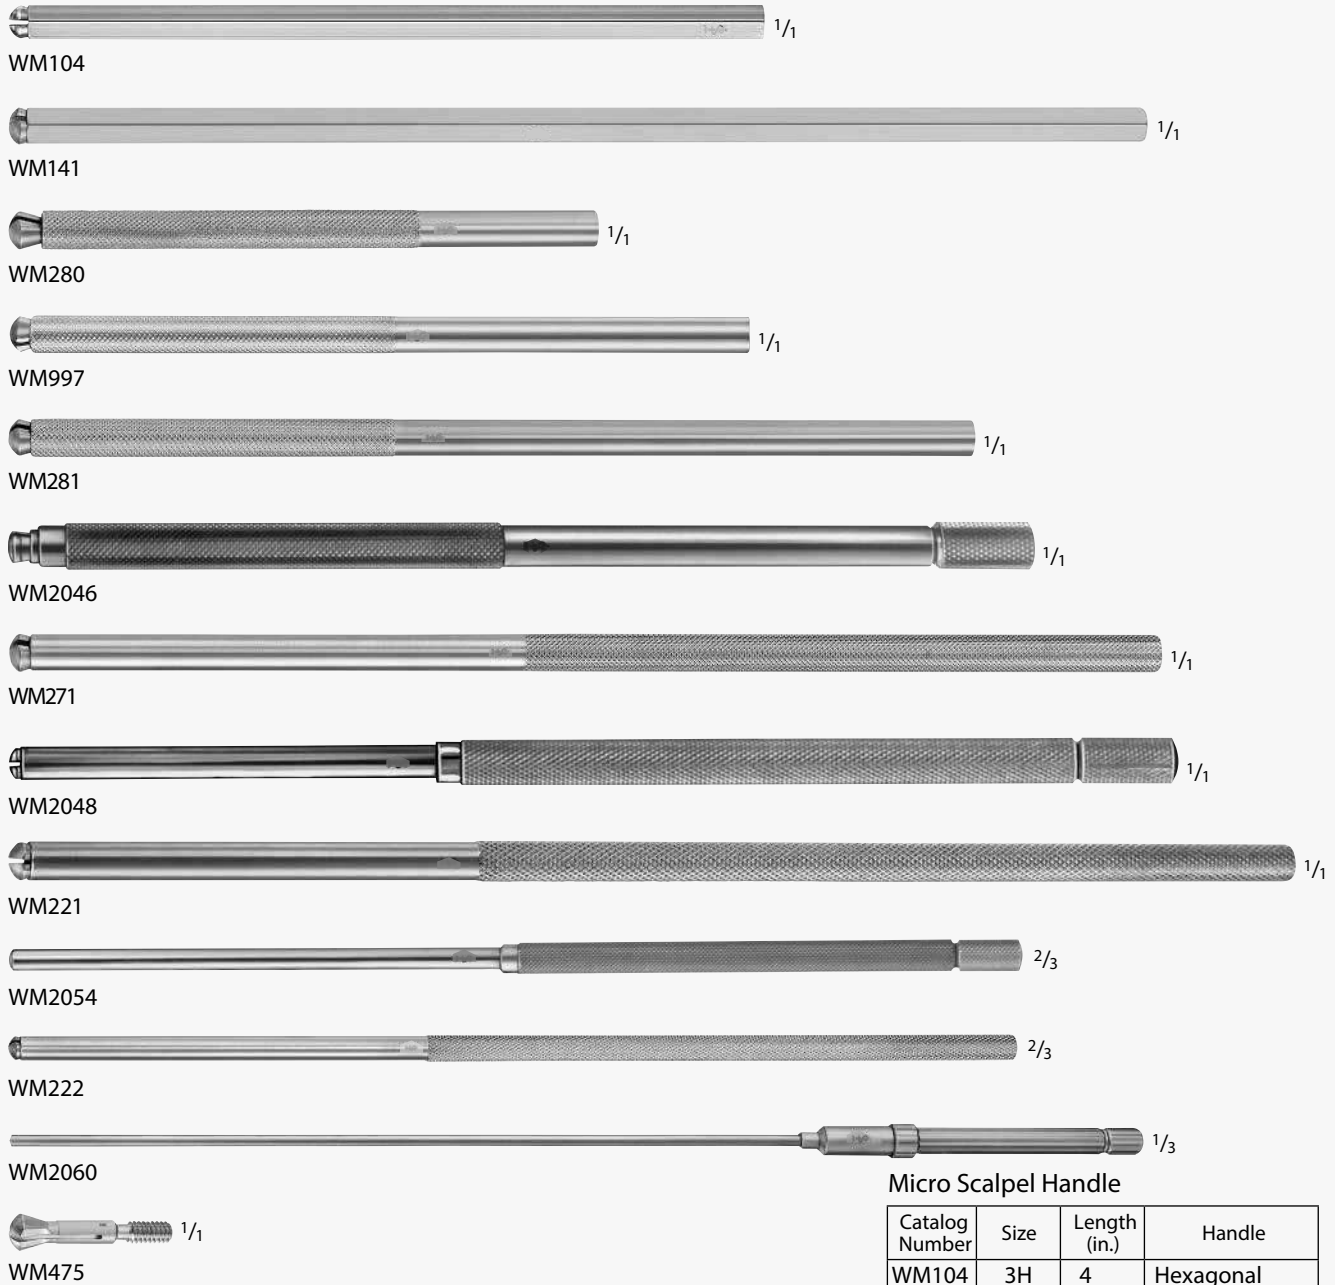 1/1
WM104
1/1
WM141
1/1
WM280
1/1
WM997
1/1
WM281
1/1
WM2046
1/1
WM271
1/1
WM2048
1/1
WM221
2/3
WM2054
2/3
WM222
1/3
WM2060
1/1
WM475
Micro Scalpel Handle
Catalog Number Size Length (in.) Handle
WM104 3H 4 Hexagonal